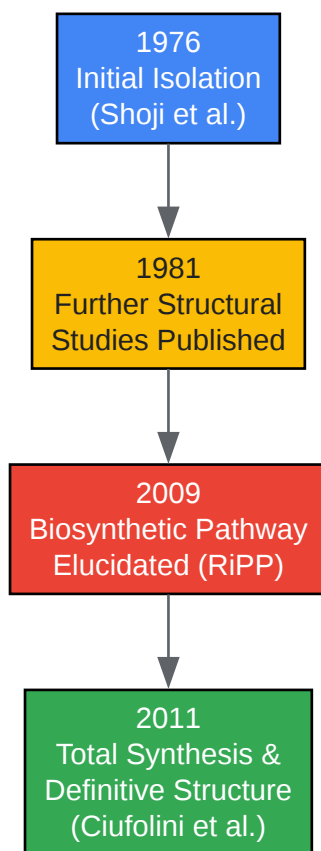 1976
Initial Isolation
(Shoji et al.)
1981
Further Structural
Studies Published
2009
Biosynthetic Pathway
Elucidated (RiPP)
2011
Total Synthesis &
Definitive Structure
(Ciufolini et al.)